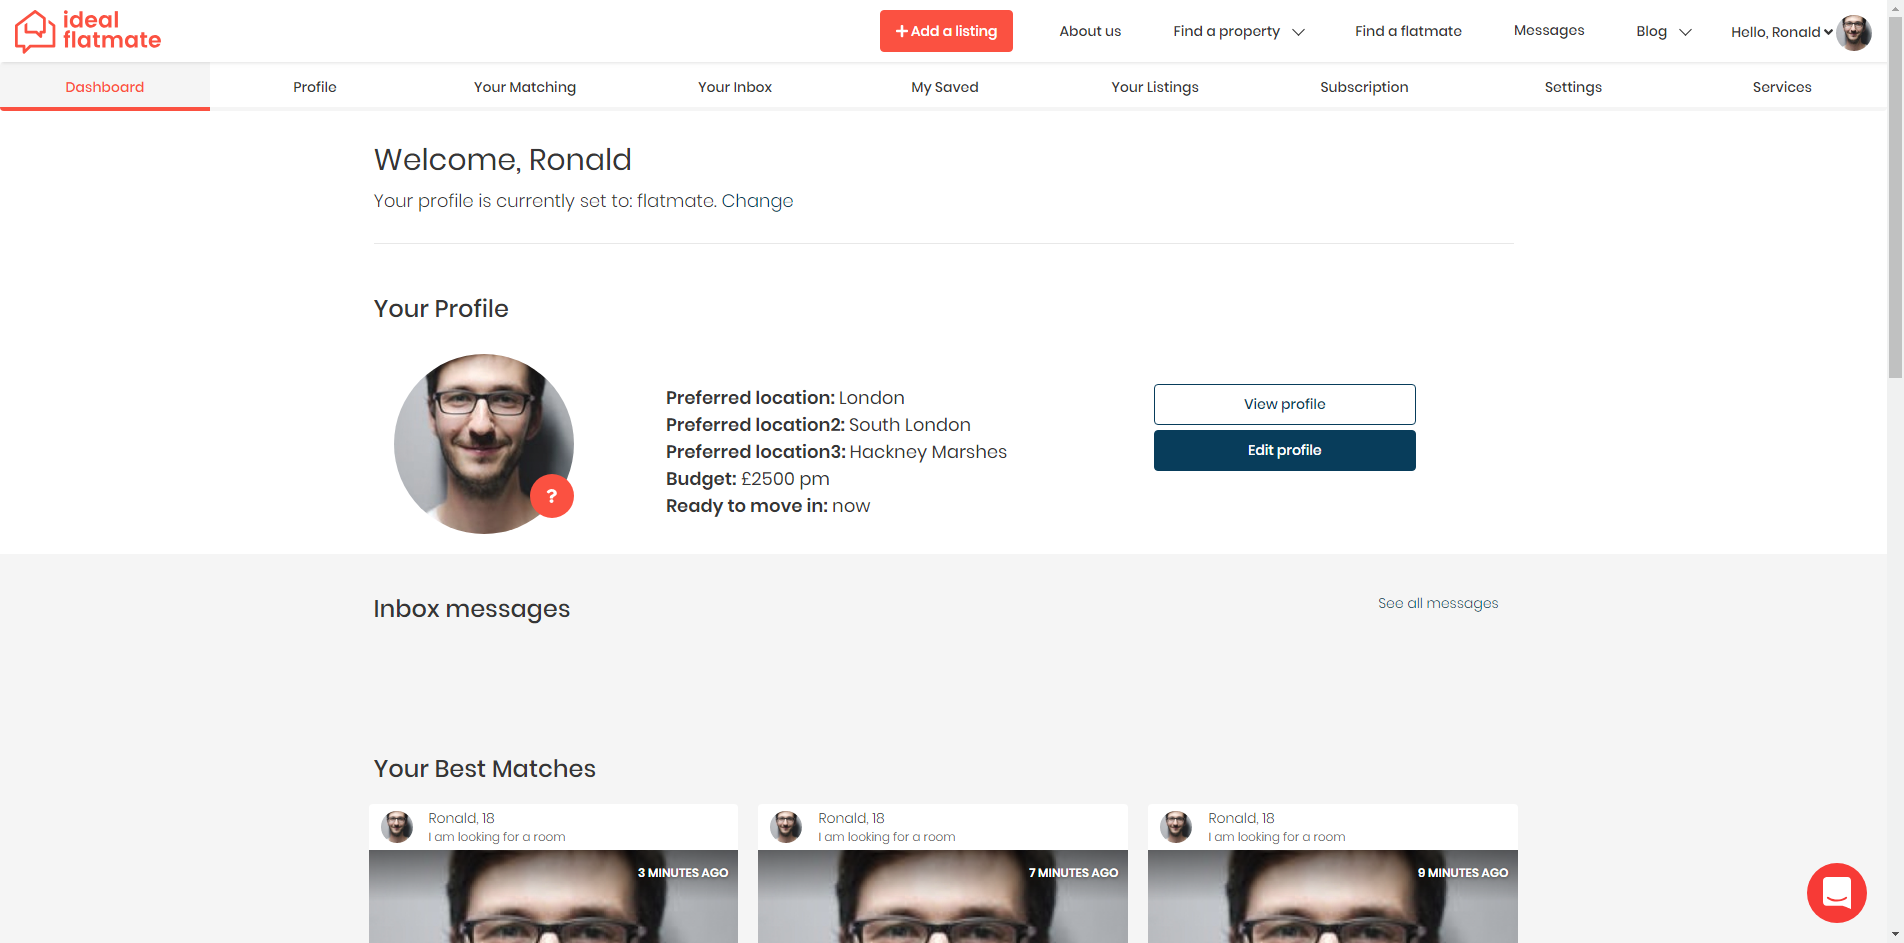 ideal
flatmate
Add a listing
About us
Find a property
Find a flatmate
Messages
Blog
Hello, Ronald
Dashboard
Profile
Your Matching
Your Inbox
My Saved
Your Listings
Subscription
Settings
Services
Welcome, Ronald
Your profile is currently set to: flatmate. Change
Your Profile
?
Preferred location: London
Preferred location2: South London
Preferred location3: Hackney Marshes
Budget: £2500 pm
Ready to move in: now
View profile
Edit profile
Inbox messages
See all messages
Your Best Matches
Ronald, 18
I am looking for a room
3 MINUTES AGO
Ronald, 18
I am looking for a room
7 MINUTES AGO
Ronald, 18
I am looking for a room
9 MINUTES AGO